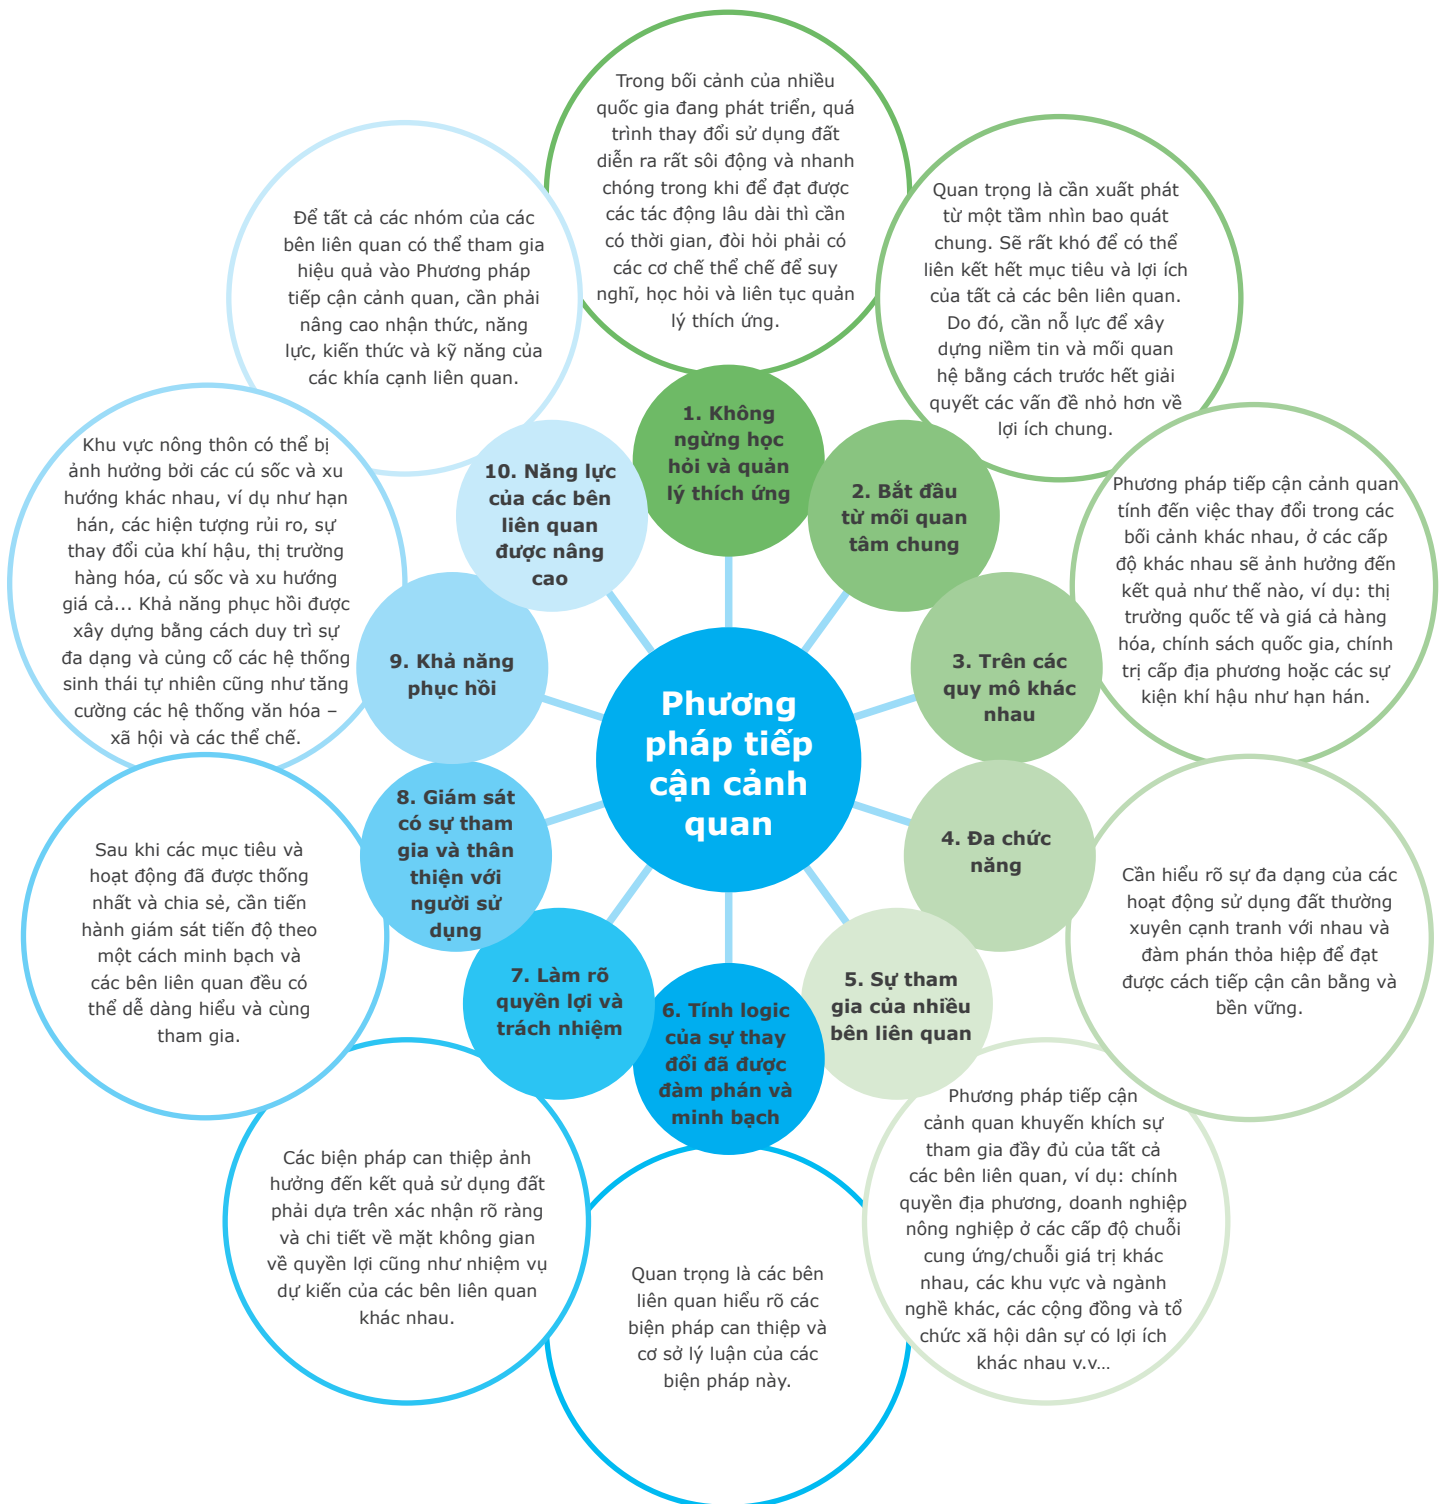 Phương
pháp tiếp
cận cảnh
quan
1. Không
ngừng học
hỏi và quản
lý thích ứng
Trong bối cảnh của nhiều
quốc gia đang phát triển, quá
trình thay đổi sử dụng đất
diễn ra rất sôi động và nhanh
chóng trong khi để đạt được
các tác động lâu dài thì cần
có thời gian, đòi hỏi phải có
các cơ chế thể chế để suy
nghĩ, học hỏi và liên tục quản
lý thích ứng.
2. Bắt đầu
từ mối quan
tâm chung
Quan trọng là cần xuất phát
từ một tầm nhìn bao quát
chung. Sẽ rất khó để có thể
liên kết hết mục tiêu và lợi ích
của tất cả các bên liên quan.
Do đó, cần nỗ lực để xây
dựng niềm tin và mối quan
hệ bằng cách trước hết giải
quyết các vấn đề nhỏ hơn về
lợi ích chung.
3. Trên các
quy mô khác
nhau
Phương pháp tiếp cận cảnh quan
tính đến việc thay đổi trong các
bối cảnh khác nhau, ở các cấp
độ khác nhau sẽ ảnh hưởng đến
kết quả như thế nào, ví dụ: thị
trường quốc tế và giá cả hàng
hóa, chính sách quốc gia, chính
trị cấp địa phương hoặc các sự
kiện khí hậu như hạn hán.
4. Đa chức
năng
Cần hiểu rõ sự đa dạng của các
hoạt động sử dụng đất thường
xuyên cạnh tranh với nhau và
đàm phán thỏa hiệp để đạt
được cách tiếp cận cân bằng và
bền vững.
5. Sự tham
gia của nhiều
bên liên quan
Phương pháp tiếp cận
cảnh quan khuyến khích sự
tham gia đầy đủ của tất cả
các bên liên quan, ví dụ: chính
quyền địa phương, doanh nghiệp
nông nghiệp ở các cấp độ chuỗi
cung ứng/chuỗi giá trị khác
nhau, các khu vực và ngành
nghề khác, các cộng đồng và tổ
chức xã hội dân sự có lợi ích
khác nhau v.v…
6. Tính logic
của sự thay
đổi đã được
đàm phán và
minh bạch
Quan trọng là các bên
liên quan hiểu rõ các
biện pháp can thiệp và
cơ sở lý luận của các
biện pháp này.
7. Làm rõ
quyền lợi và
trách nhiệm
Các biện pháp can thiệp ảnh
hưởng đến kết quả sử dụng đất
phải dựa trên xác nhận rõ ràng
và chi tiết về mặt không gian
về quyền lợi cũng như nhiệm vụ
dự kiến của các bên liên quan
khác nhau.
8. Giám sát
có sự tham
gia và thân
thiện với
người sử
dụng
Sau khi các mục tiêu và
hoạt động đã được thống
nhất và chia sẻ, cần tiến
hành giám sát tiến độ theo
một cách minh bạch và
các bên liên quan đều có
thể dễ dàng hiểu và cùng
tham gia.
9. Khả năng
phục hồi
Khu vực nông thôn có thể bị
ảnh hưởng bởi các cú sốc và xu
hướng khác nhau, ví dụ như hạn
hán, các hiện tượng rủi ro, sự
thay đổi của khí hậu, thị trường
hàng hóa, cú sốc và xu hướng
giá cả... Khả năng phục hồi được
xây dựng bằng cách duy trì sự
đa dạng và củng cố các hệ thống
sinh thái tự nhiên cũng như tăng
cường các hệ thống văn hóa –
xã hội và các thể chế.
10. Năng lực
của các bên
liên quan
được nâng
cao
Để tất cả các nhóm của các
bên liên quan có thể tham gia
hiệu quả vào Phương pháp
tiếp cận cảnh quan, cần phải
nâng cao nhận thức, năng
lực, kiến thức và kỹ năng của
các khía cạnh liên quan.